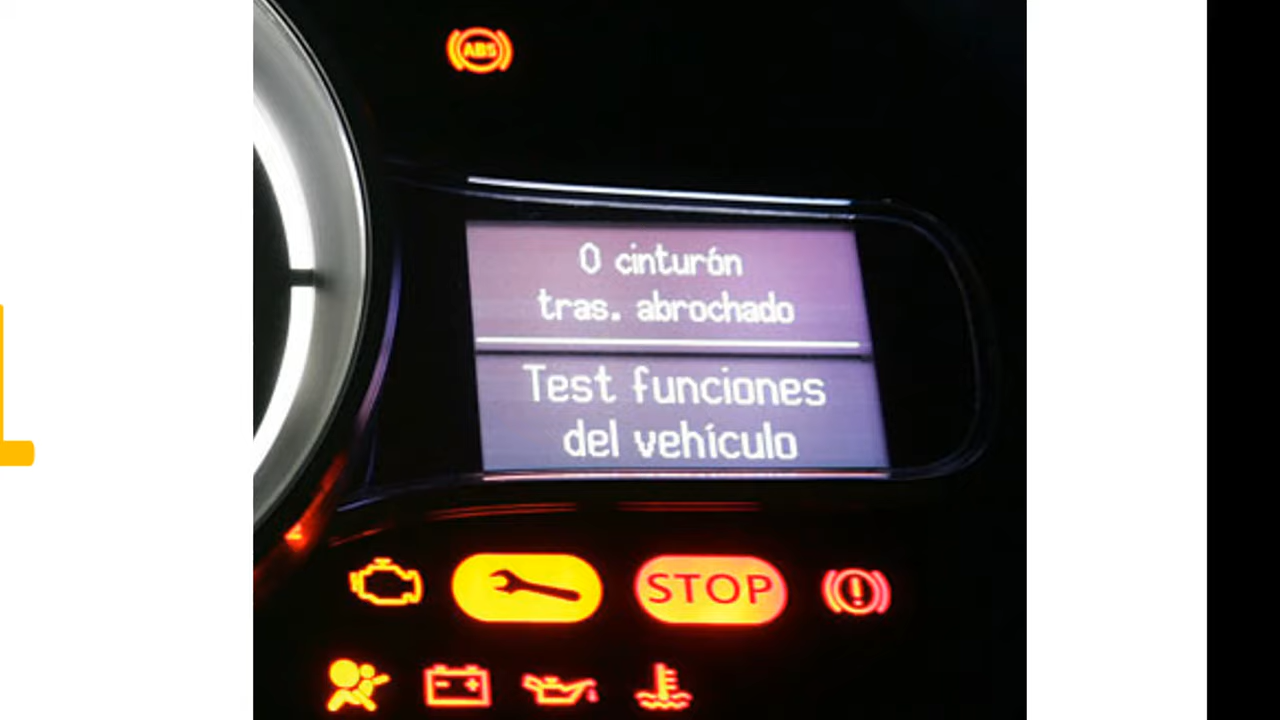 ABS
0 cinturón
tras. abrochado
Test funciones
del vehículo
STOP